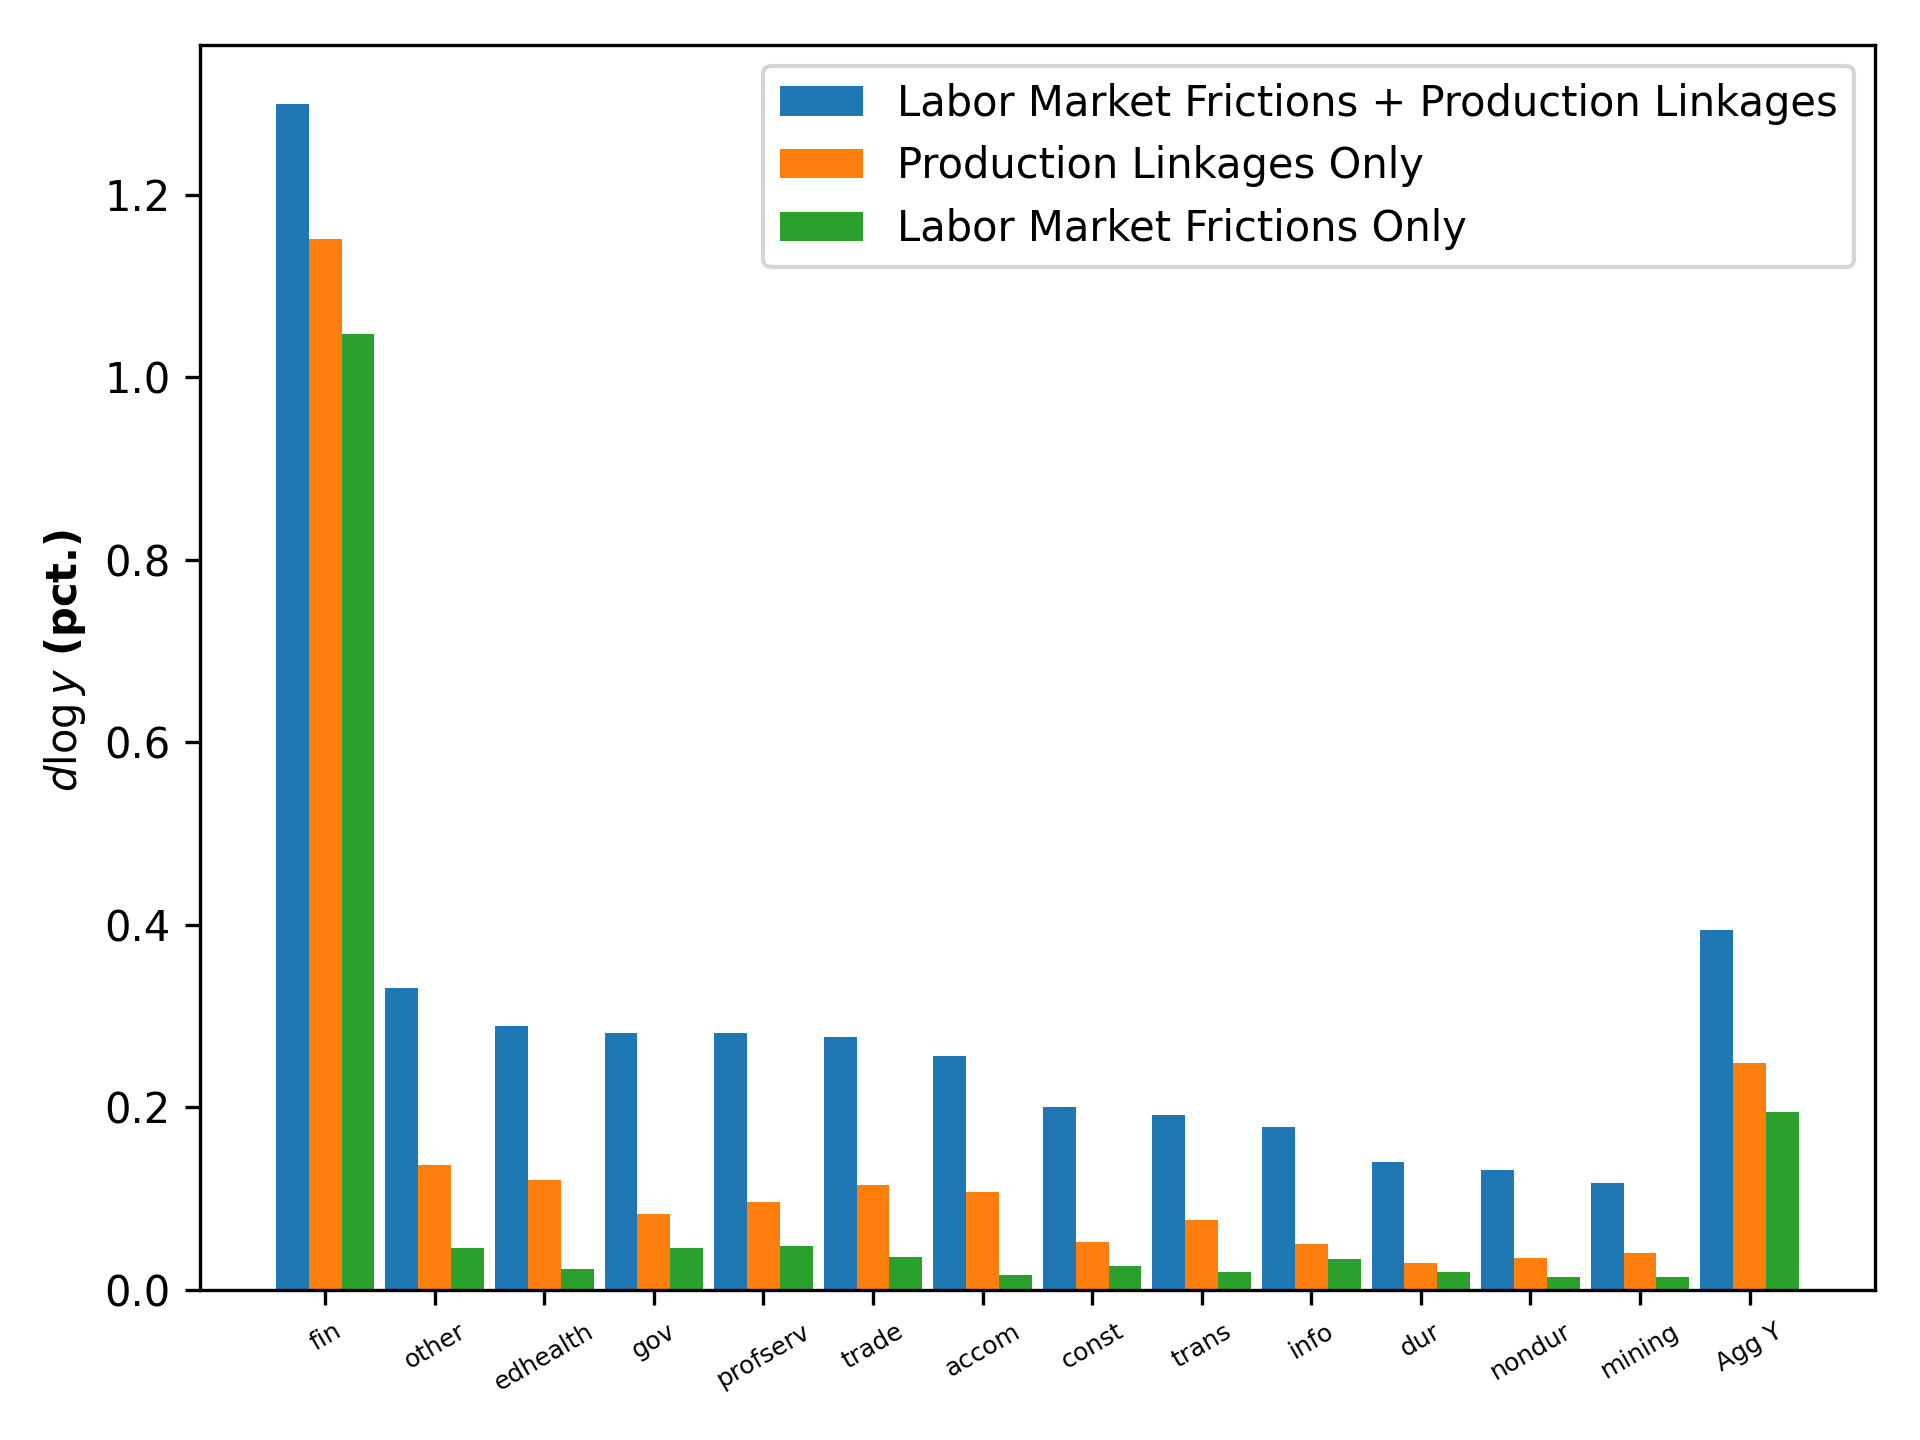 Labor Market Frictions + Production Linkages
Production Linkages Only
Labor Market Frictions Only
1.2
1.0
0.8
0.6
0.4
0.2
0.0
dlog y (pct.)
fin
other
edhealth
gov
profserv
trade
accom
const
trans
info
dur
nondur
mining
Agg Y